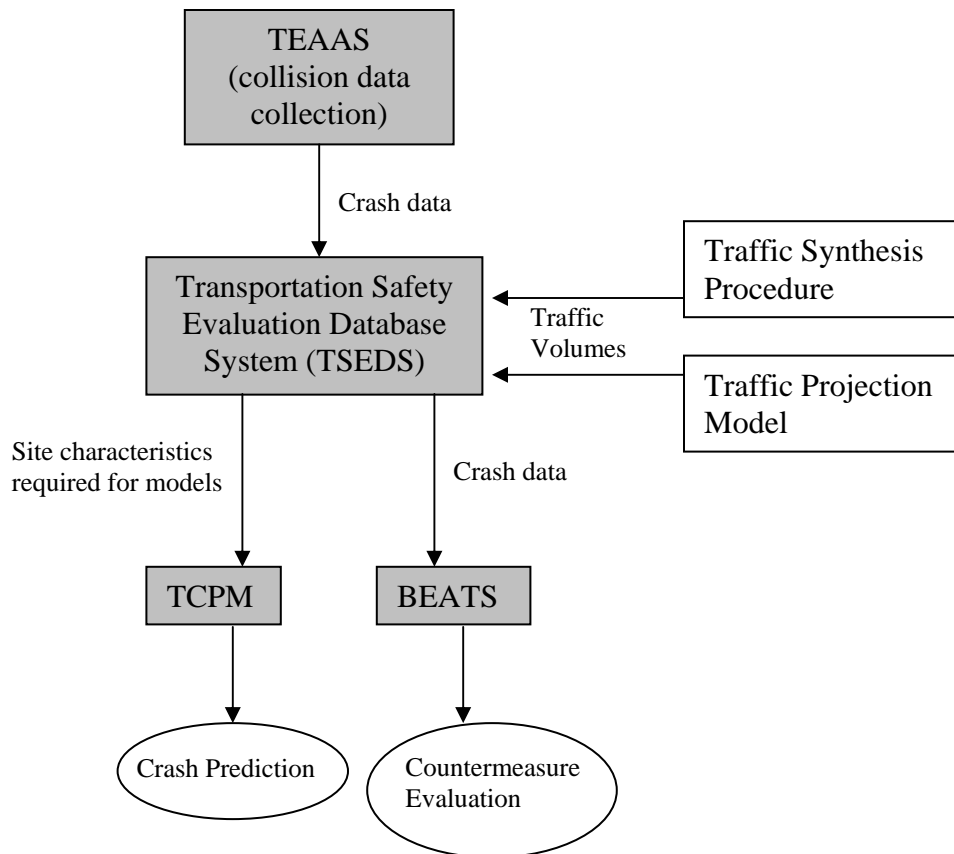 TEAAS
(collision data
collection)
Crash data
Transportation Safety
Evaluation Database
System (TSEDS)
Traffic Synthesis
Procedure
Traffic
Volumes
Traffic Projection
Model
Site characteristics
required for models
Crash data
TCPM
BEATS
Crash Prediction
Countermeasure
Evaluation